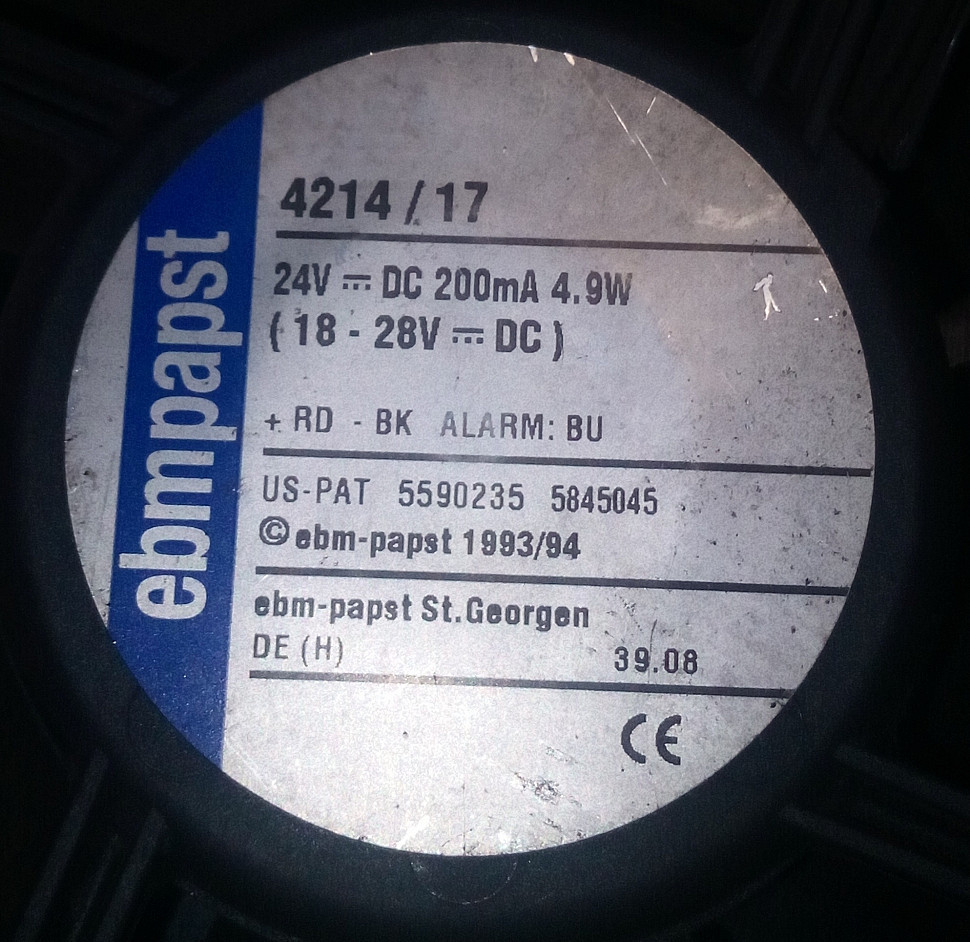 ebmpapst
4214 / 17
24V ⎓ DC 200mA 4.9W
( 18 - 28V ⎓ DC )
+ RD - BK ALARM: BU
US-PAT 5590235 5845045
© ebm-papst 1993/94
ebm-papst St.Georgen
DE (H) 39.08
CE